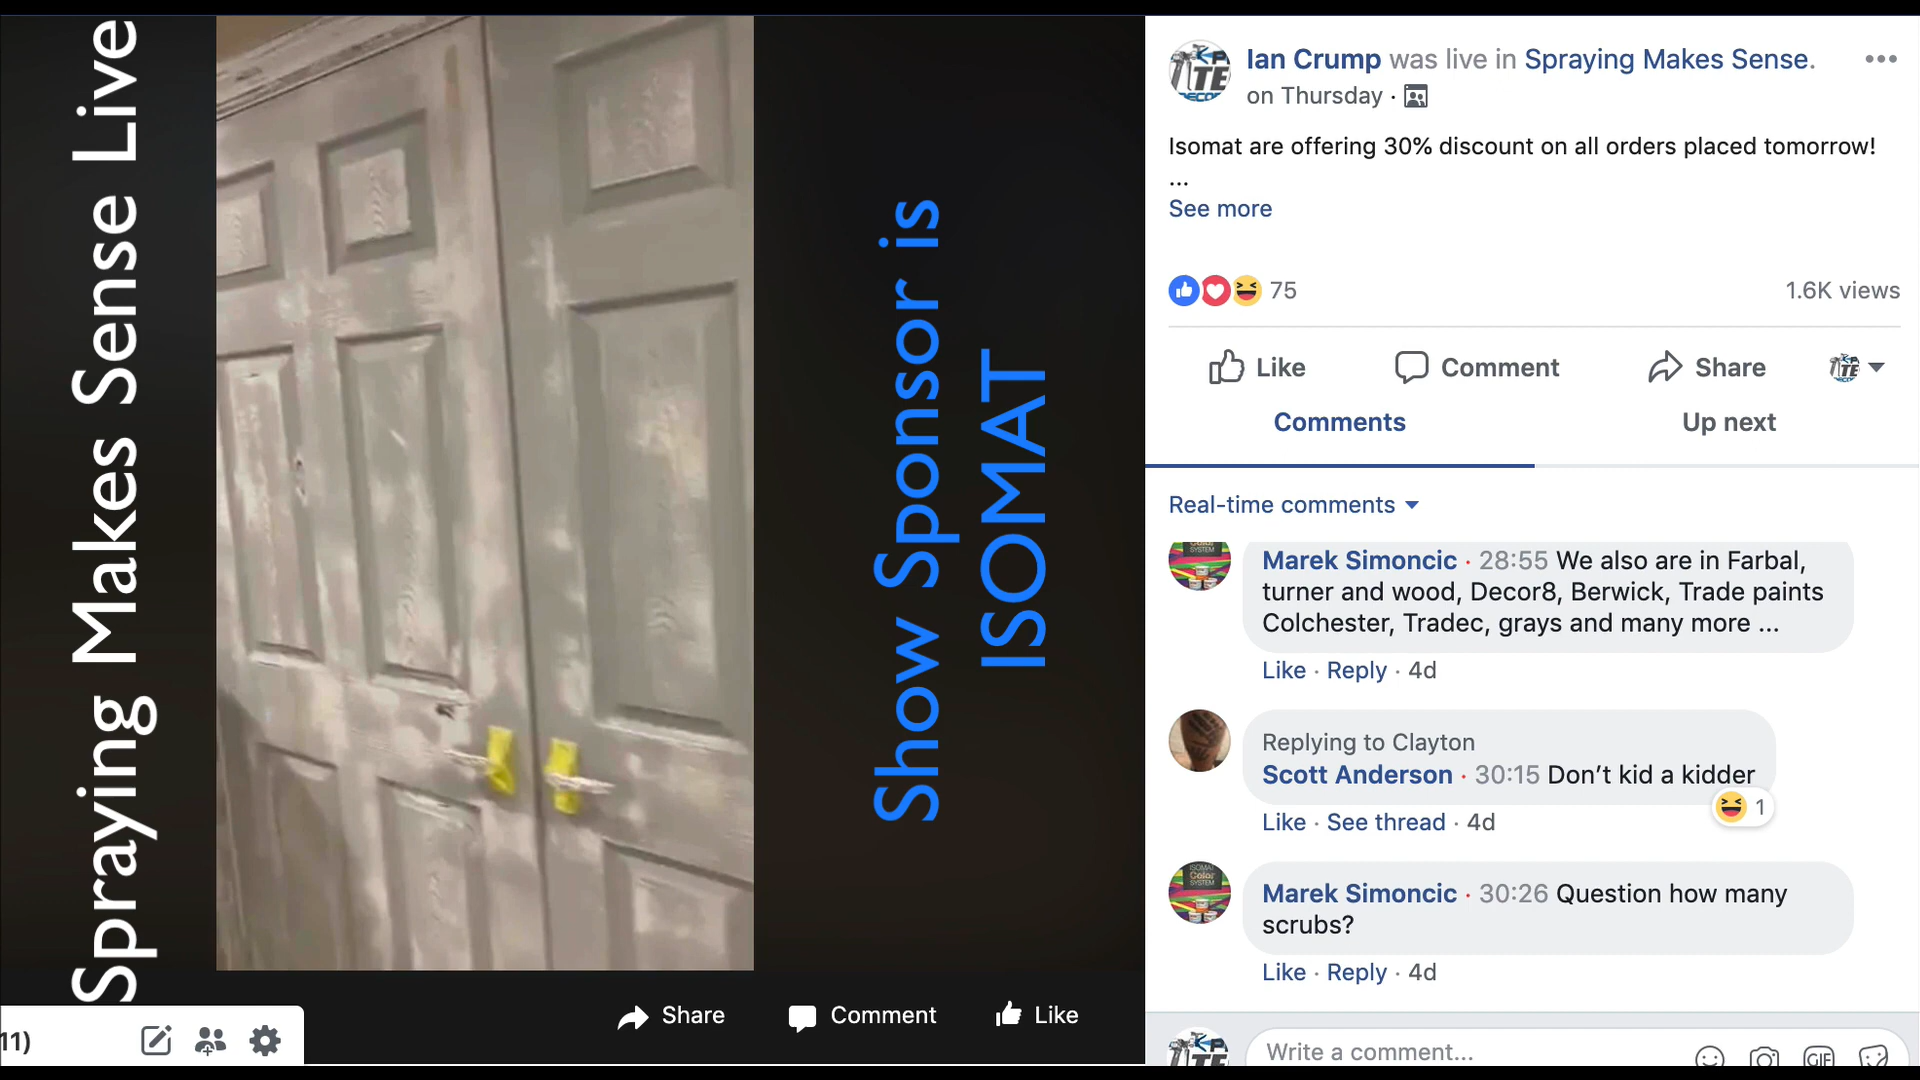 Spraying Makes Sense Live
Show Sponsor is
ISOMAT
Share
Comment
Like
11)
Ian Crump was live in Spraying Makes Sense.
on Thursday ·
Isomat are offering 30% discount on all orders placed tomorrow!
...
See more
75
1.6K views
Like
Comment
Share
Comments
Up next
Real-time comments
Marek Simoncic · 28:55 We also are in Farbal,
turner and wood, Decor8, Berwick, Trade paints
Colchester, Tradec, grays and many more ...
Like · Reply · 4d
Replying to Clayton
Scott Anderson · 30:15 Don’t kid a kidder
1
Like · See thread · 4d
ISOMAT
Color
SYSTEM
Marek Simoncic · 30:26 Question how many
scrubs?
Like · Reply · 4d
Write a comment...
GIF